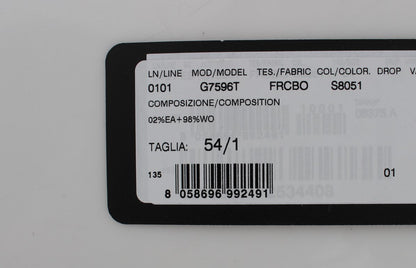 LN/LINE MOD/MODEL TES./FABRIC COL/COLOR. DROP
0101 G7596T FRCBO S8051
COMPOSIZIONE/COMPOSITION
02%EA+98%WO
TAGLIA: 54/1
135
01
8 058696 992491